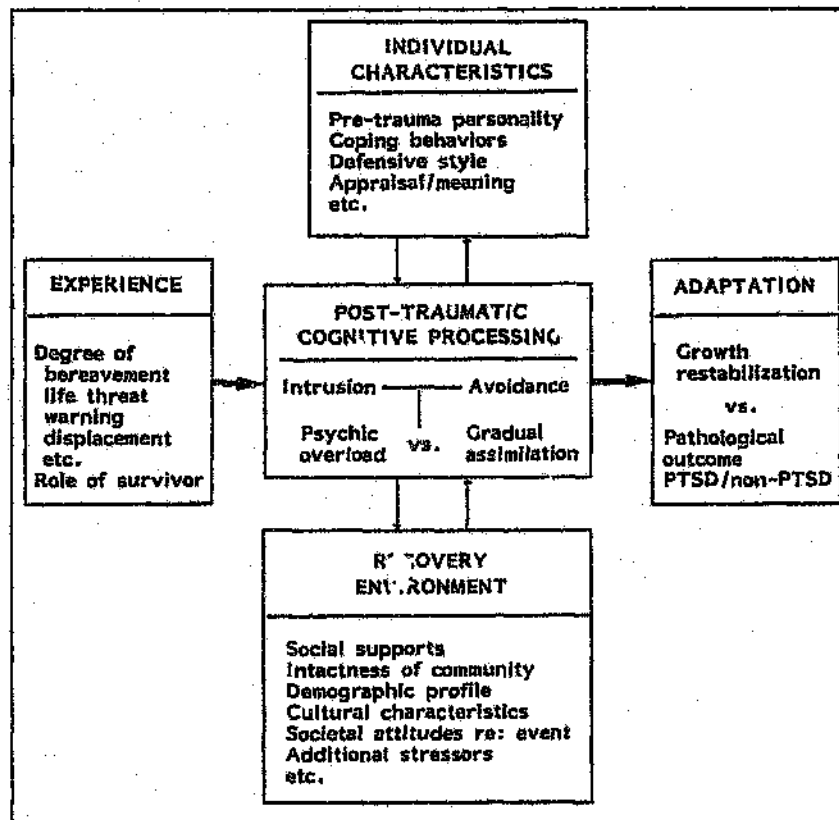 INDIVIDUAL
CHARACTERISTICS
Pre-trauma personality
Coping behaviors
Defensive style
Appraisal/meaning
etc.
EXPERIENCE
Degree of
bereavement
life threat
warning
displacement
etc.
Role of survivor
POST-TRAUMATIC
COGNITIVE PROCESSING
Intrusion
Avoidance
Psychic
overload
vs.
Gradual
assimilation
ADAPTATION
Growth
restabilization
vs.
Pathological
outcome
PTSD/non-PTSD
RECOVERY
ENVIRONMENT
Social supports
Intactness of community
Demographic profile
Cultural characteristics
Societal attitudes re: event
Additional stressors
etc.